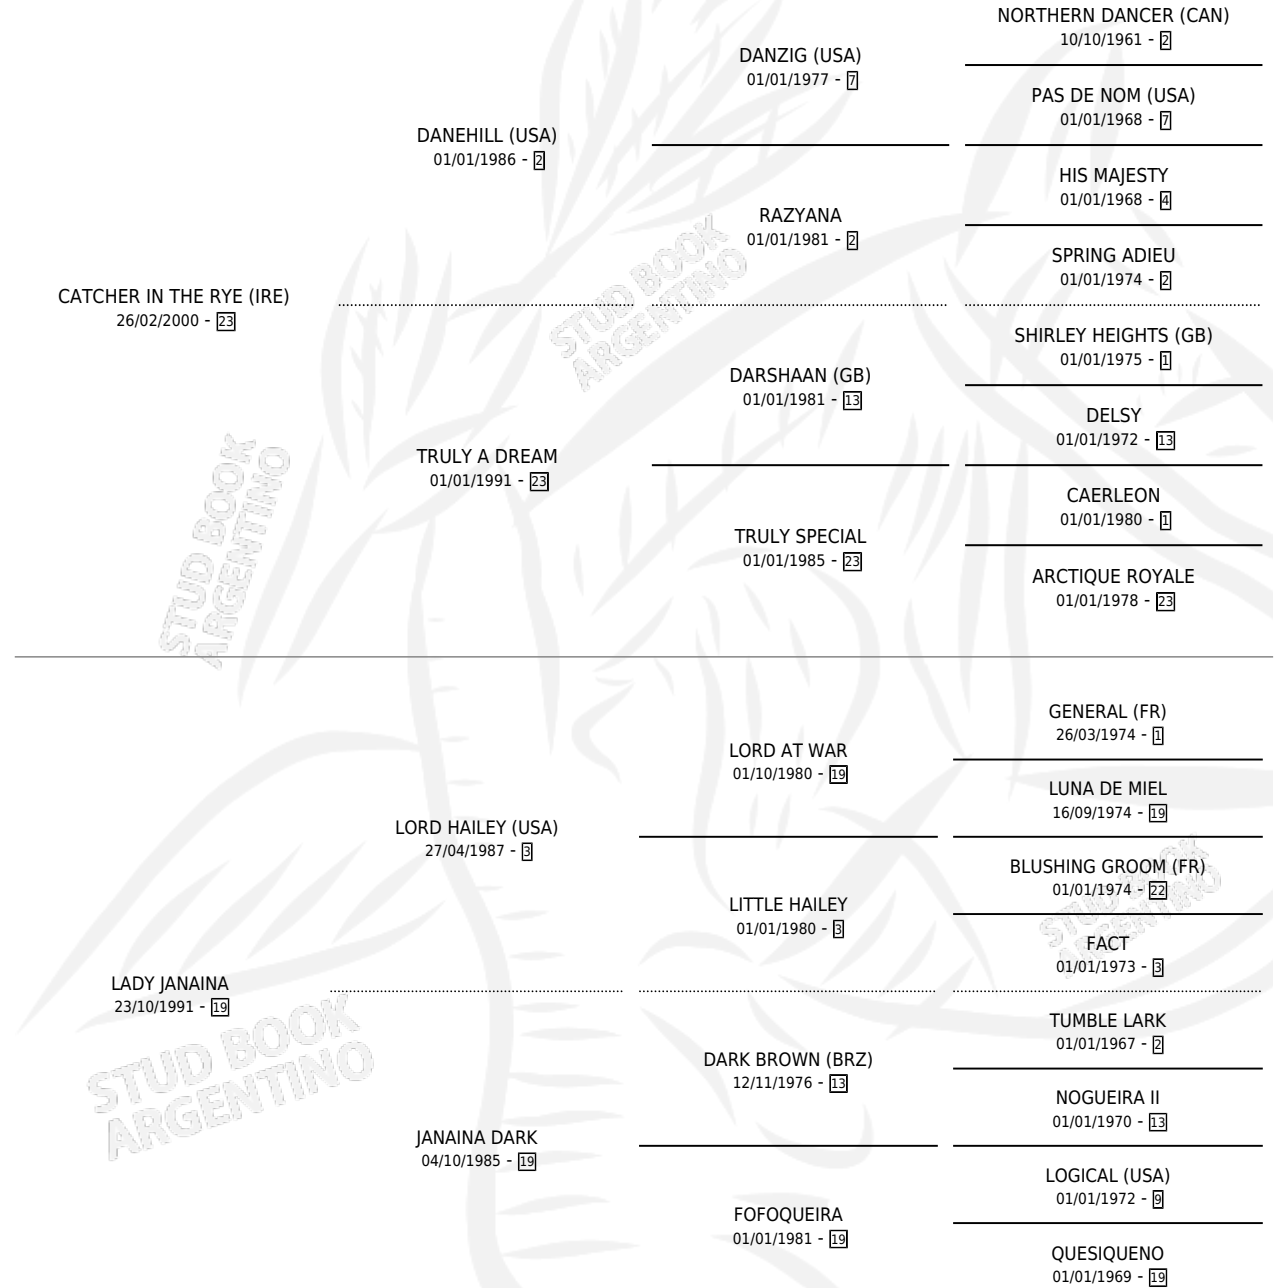 NORTHERN DANCER (CAN)
10/10/1961 - 2
DANZIG (USA)
01/01/1977 - 7
PAS DE NOM (USA)
01/01/1968 - 7
DANEHILL (USA)
01/01/1986 - 2
HIS MAJESTY
01/01/1968 - 4
RAZYANA
01/01/1981 - 2
SPRING ADIEU
01/01/1974 - 2
CATCHER IN THE RYE (IRE)
26/02/2000 - 23
STUD BOOK
ARGENTINO
SHIRLEY HEIGHTS (GB)
01/01/1975 - 1
DARSHAAN (GB)
01/01/1981 - 13
DELSY
01/01/1972 - 13
TRULY A DREAM
01/01/1991 - 23
CAERLEON
01/01/1980 - 1
TRULY SPECIAL
01/01/1985 - 23
ARCTIQUE ROYALE
01/01/1978 - 23
STUD BOOK
ARGENTINO
GENERAL (FR)
26/03/1974 - 1
LORD AT WAR
01/10/1980 - 19
LUNA DE MIEL
16/09/1974 - 19
LORD HAILEY (USA)
27/04/1987 - 3
BLUSHING GROOM (FR)
01/01/1974 - 22
LITTLE HAILEY
01/01/1980 - 3
STUD BOOK
ARGENTINO
FACT
01/01/1973 - 3
LADY JANAINA
23/10/1991 - 19
TUMBLE LARK
01/01/1967 - 2
DARK BROWN (BRZ)
12/11/1976 - 13
STUD BOOK
ARGENTINO
NOGUEIRA II
01/01/1970 - 13
JANAINA DARK
04/10/1985 - 19
LOGICAL (USA)
01/01/1972 - 9
FOFOQUEIRA
01/01/1981 - 19
QUESIQUENO
01/01/1969 - 19